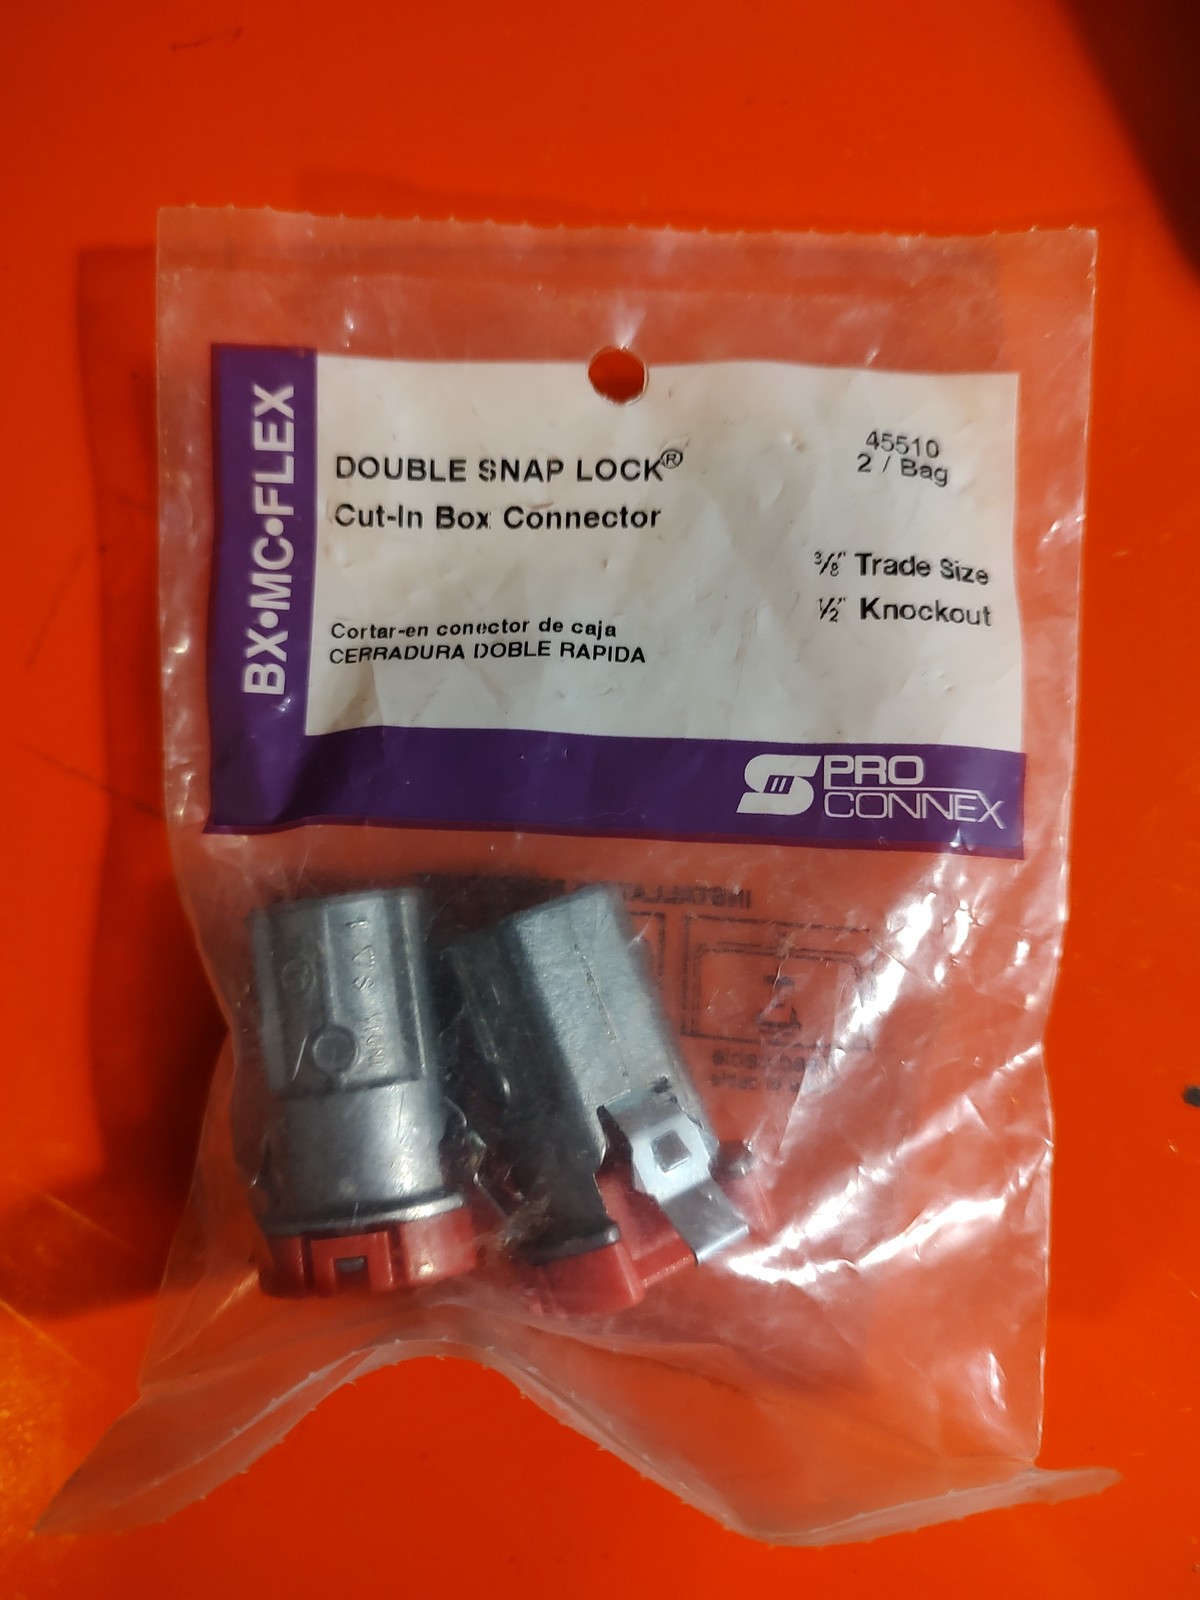 BX•MC•FLEX
DOUBLE SNAP LOCK®
Cut-In Box Connector
45510
2 / Bag
3/8" Trade Size
1/2" Knockout
Cortar-en conector de caja
CERRADURA DOBLE RAPIDA
PRO
CONNEX